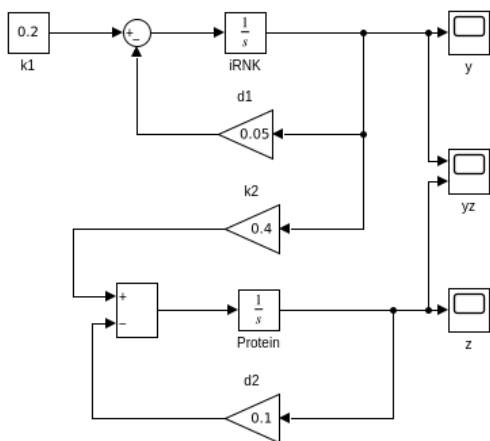 0.2
+
−
1
s
k1
iRNK
y
d1
0.05
k2
yz
0.4
+
−
1
s
Protein
z
d2
0.1